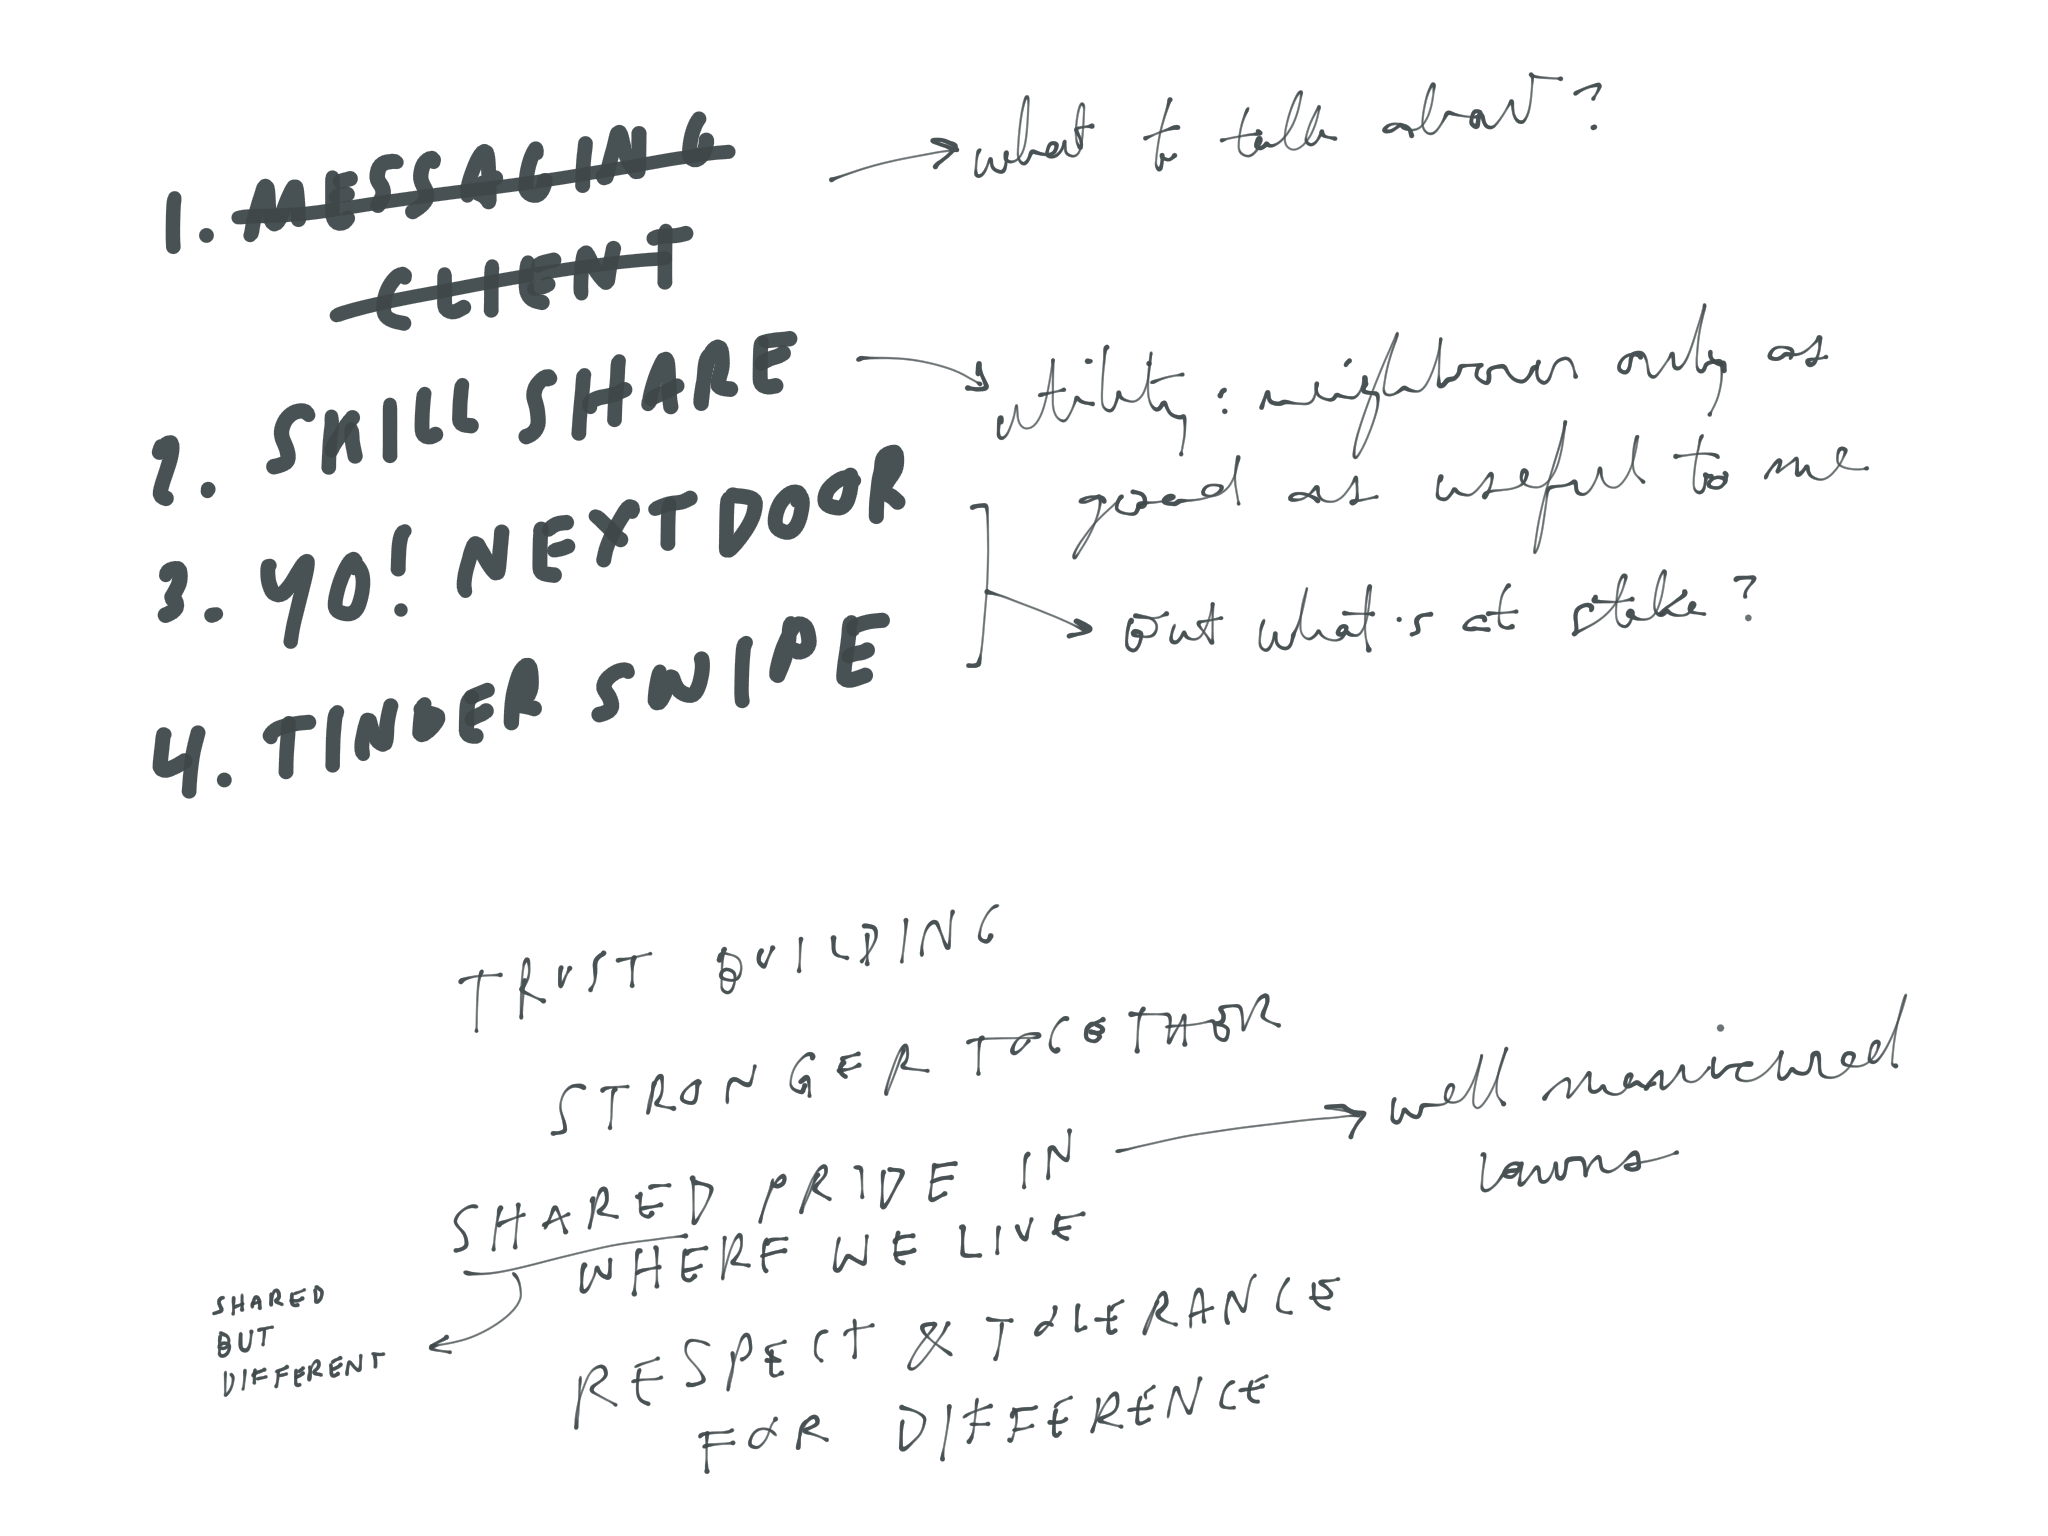 1. MESSAGING → what to talk about?
CLIENT
2. SKILL SHARE → utility: neighbour only as
good as useful to me
3. YO! NEXTDOOR
But what's at stake?
4. TINDER SWIPE
TRUST BUILDING
STRONGER TOGETHER
SHARED PRIDE IN → well manicured
lawns
WHERE WE LIVE
SHARED
BUT
DIFFERENT
RESPECT & TOLERANCE
FOR DIFFERENCE